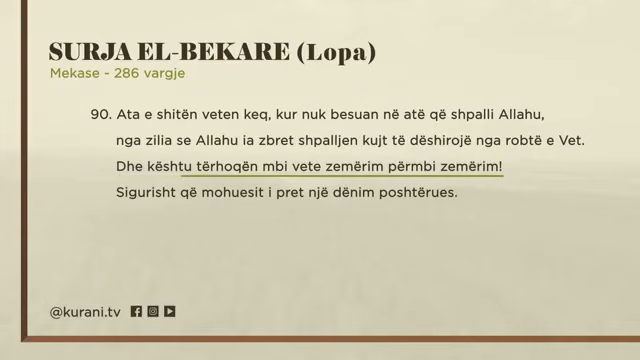 SURJA EL-BEKARE (Lopa)
Mekase - 286 vargje
90. Ata e shitën veten keq, kur nuk besuan në atë që shpalli Allahu,
nga zilia se Allahu ia zbret shpalljen kujt të dëshirojë nga robtë e Vet.
Dhe kështu tërhoqën mbi vete zemërim përmbi zemërim!
Sigurisht që mohuesit i pret një dënim poshtërues.
@kurani.tv